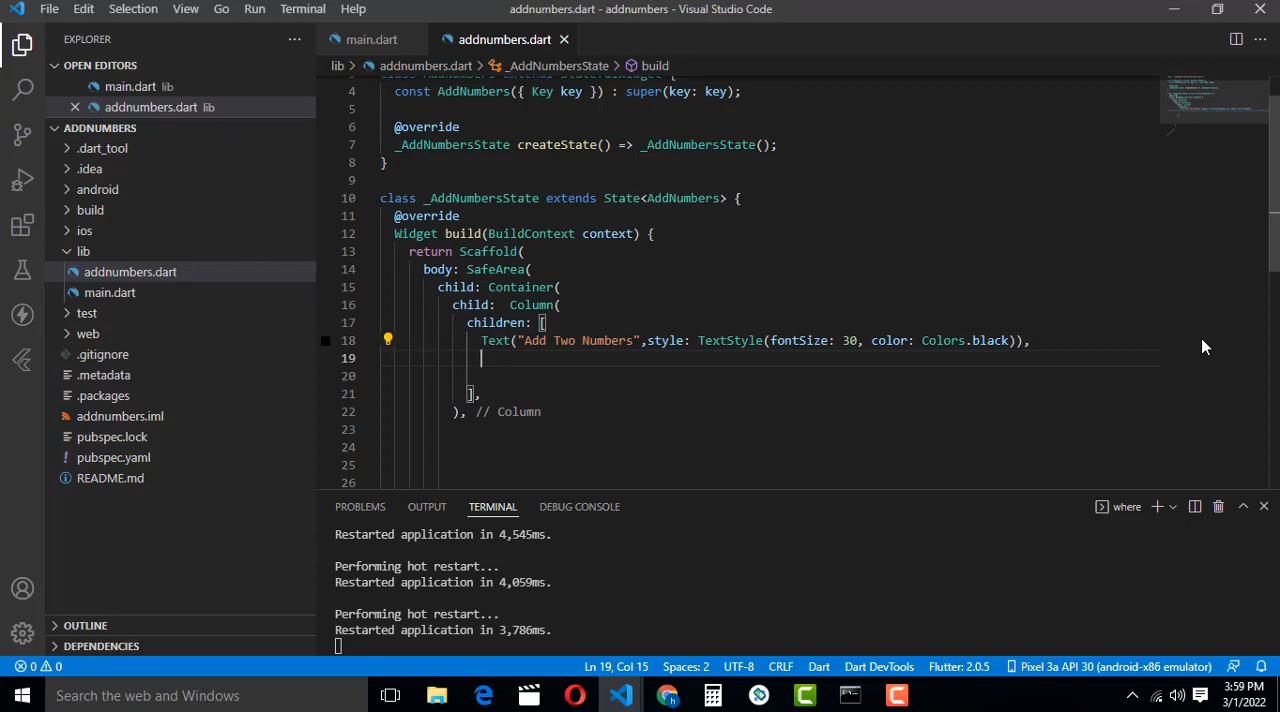 File Edit Selection View Go Run Terminal Help
addnumbers.dart - addnumbers - Visual Studio Code
EXPLORER
OPEN EDITORS
main.dart lib
addnumbers.dart lib
ADDNUMBERS
.dart_tool
.idea
android
build
ios
lib
addnumbers.dart
main.dart
test
web
.gitignore
.metadata
.packages
addnumbers.iml
pubspec.lock
pubspec.yaml
README.md
OUTLINE
DEPENDENCIES
main.dart
addnumbers.dart
lib > addnumbers.dart > _AddNumbersState > build
4 const AddNumbers({ Key key }) : super(key: key);
5
6 @override
7 _AddNumbersState createState() => _AddNumbersState();
8 }
9
10 class _AddNumbersState extends State<AddNumbers> {
11 @override
12 Widget build(BuildContext context) {
13 return Scaffold(
14 body: SafeArea(
15 child: Container(
16 child: Column(
17 children: [
18 Text("Add Two Numbers",style: TextStyle(fontSize: 30, color: Colors.black)),
19
20
21 ],
22 ), // Column
23
24
25
26
PROBLEMS OUTPUT TERMINAL DEBUG CONSOLE
where
Restarted application in 4,545ms.
Performing hot restart...
Restarted application in 4,059ms.
Performing hot restart...
Restarted application in 3,786ms.
0 0
Ln 19, Col 15 Spaces: 2 UTF-8 CRLF Dart Dart DevTools Flutter: 2.0.5 Pixel 3a API 30 (android-x86 emulator)
Search the web and Windows
3:59 PM
3/1/2022